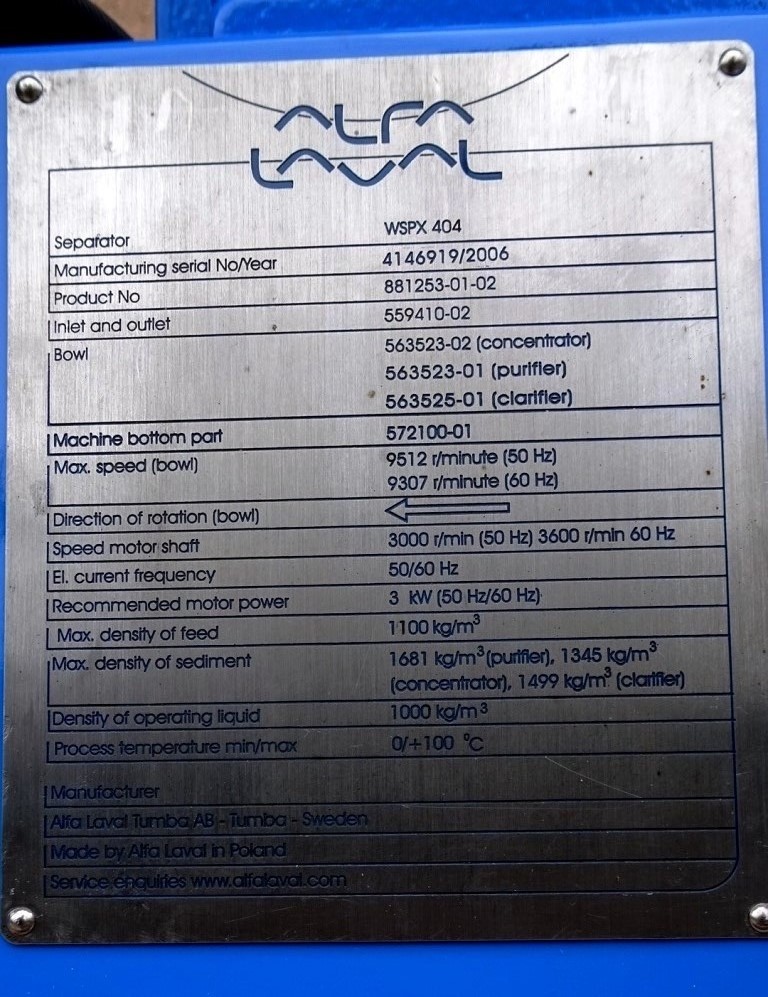 ALFA
LAVAL
Separator WSPX 404
Manufacturing serial No/Year 4146919/2006
Product No 881253-01-02
Inlet and outlet 559410-02
Bowl 563523-02 (concentrator)
563523-01 (purifier)
563525-01 (clarifier)
Machine bottom part 572100-01
Max. speed (bowl) 9512 r/minute (50 Hz)
9307 r/minute (60 Hz)
Direction of rotation (bowl)
Speed motor shaft 3000 r/min (50 Hz) 3600 r/min 60 Hz
El. current frequency 50/60 Hz
Recommended motor power 3 kW (50 Hz/60 Hz)
Max. density of feed 1100 kg/m³
Max. density of sediment 1681 kg/m³ (purifier), 1345 kg/m³
(concentrator), 1499 kg/m³ (clarifier)
Density of operating liquid 1000 kg/m³
Process temperature min/max 0/+100 °C
Manufacturer
Alfa Laval Tumba AB - Tumba - Sweden
Made by Alfa Laval in Poland
Service enquiries www.alfalaval.com